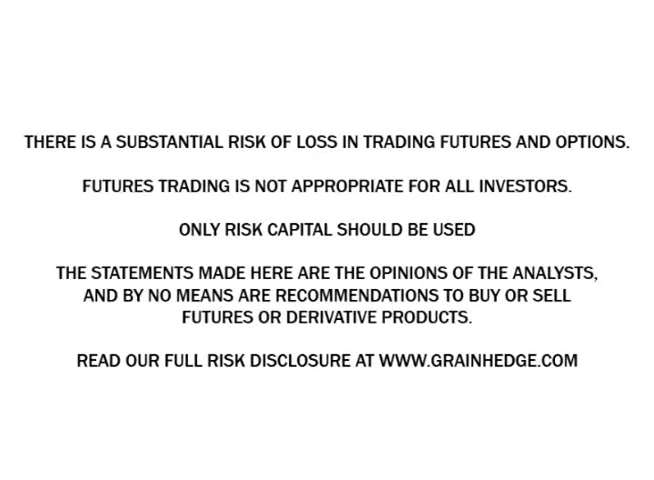 THERE IS A SUBSTANTIAL RISK OF LOSS IN TRADING FUTURES AND OPTIONS.
FUTURES TRADING IS NOT APPROPRIATE FOR ALL INVESTORS.
ONLY RISK CAPITAL SHOULD BE USED
THE STATEMENTS MADE HERE ARE THE OPINIONS OF THE ANALYSTS,
AND BY NO MEANS ARE RECOMMENDATIONS TO BUY OR SELL
FUTURES OR DERIVATIVE PRODUCTS.
READ OUR FULL RISK DISCLOSURE AT WWW.GRAINHEDGE.COM